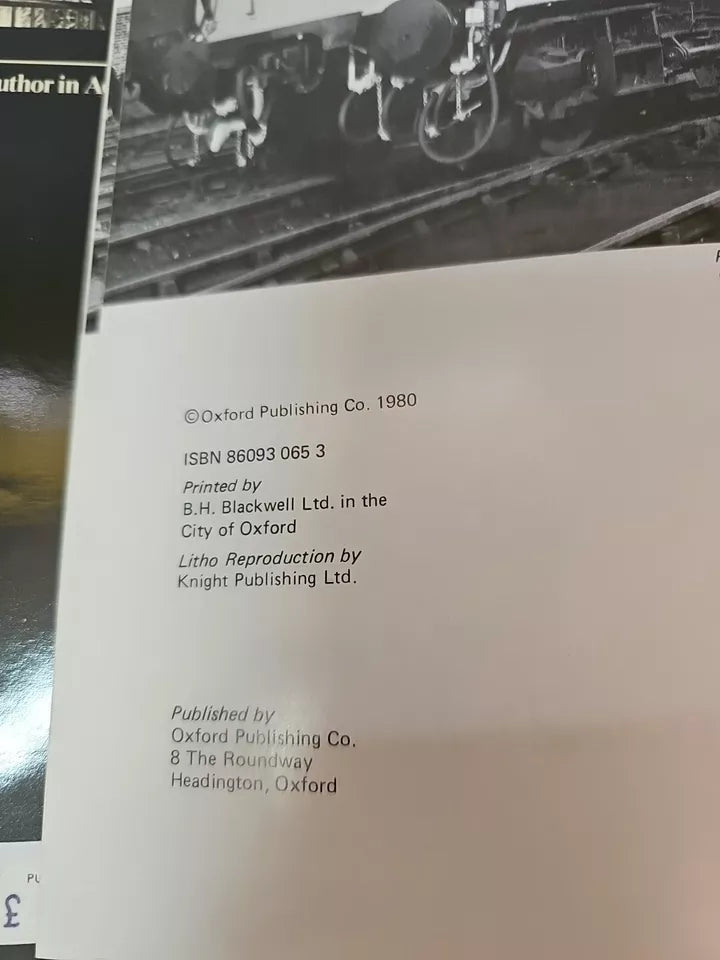 uthor in A
©Oxford Publishing Co. 1980
ISBN 86093 065 3
Printed by
B.H. Blackwell Ltd. in the
City of Oxford
Litho Reproduction by
Knight Publishing Ltd.
Published by
Oxford Publishing Co.
8 The Roundway
Headington, Oxford
PU
£